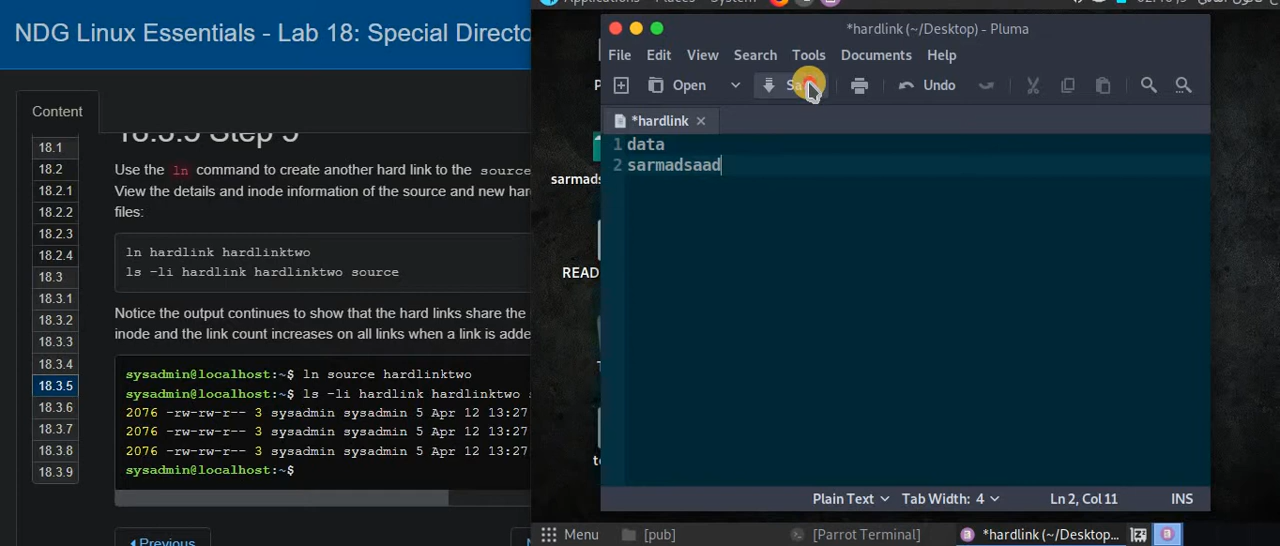 NDG Linux Essentials - Lab 18: Special Directo
Content
18.1
18.2
18.2.1
18.2.2
18.2.3
18.2.4
18.3
18.3.1
18.3.2
18.3.3
18.3.4
18.3.5
18.3.6
18.3.7
18.3.8
18.3.9
18.3.5 Step 5
Use the ln command to create another hard link to the source
View the details and inode information of the source and new har
files:
ln hardlink hardlinktwo
ls -li hardlink hardlinktwo source
Notice the output continues to show that the hard links share the
inode and the link count increases on all links when a link is adde
sysadmin@localhost:~$ ln source hardlinktwo
sysadmin@localhost:~$ ls -li hardlink hardlinktwo s
2076 -rw-rw-r-- 3 sysadmin sysadmin 5 Apr 12 13:27
2076 -rw-rw-r-- 3 sysadmin sysadmin 5 Apr 12 13:27
2076 -rw-rw-r-- 3 sysadmin sysadmin 5 Apr 12 13:27
sysadmin@localhost:~$
Previous
Applications Places System
sarmads
READ
*hardlink (~/Desktop) - Pluma
File Edit View Search Tools Documents Help
Open Undo
*hardlink
1 data
2 sarmadsaad
Plain Text Tab Width: 4 Ln 2, Col 11 INS
Menu [pub] [Parrot Terminal] *hardlink (~/Desktop...